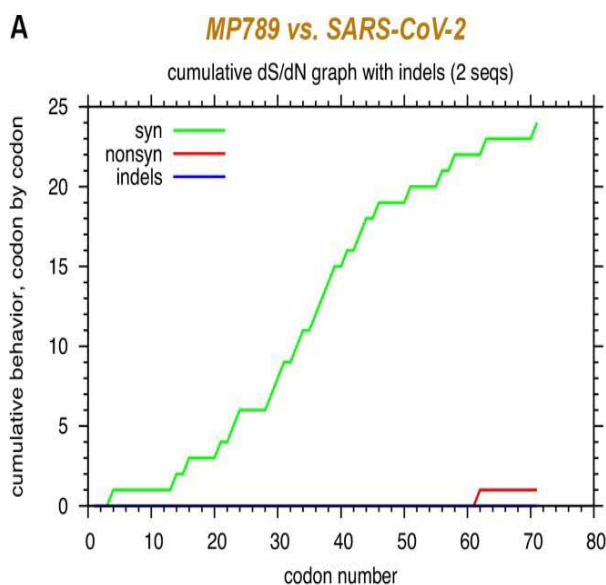 A
MP789 vs. SARS-CoV-2
cumulative dS/dN graph with indels (2 seqs)
cumulative behavior, codon by codon
25
20
15
10
5
0
syn
nonsyn
indels
0 10 20 30 40 50 60 70 80
codon number